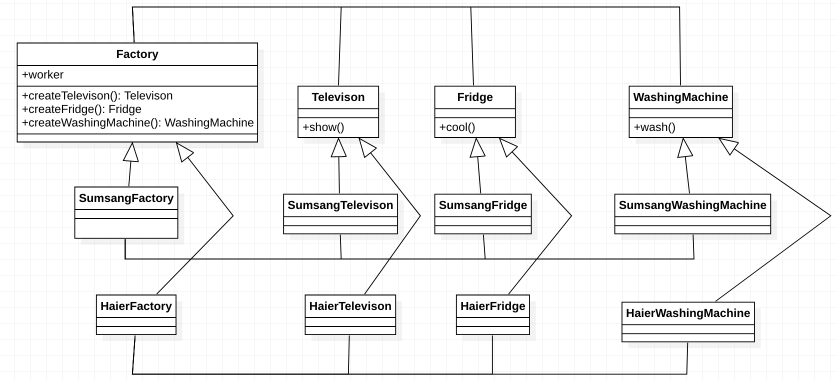 Factory
+worker
+createTelevison(): Televison
+createFridge(): Fridge
+createWashingMachine(): WashingMachine
Televison
+show()
Fridge
+cool()
WashingMachine
+wash()
SumsangFactory
SumsangTelevison
SumsangFridge
SumsangWashingMachine
HaierFactory
HaierTelevison
HaierFridge
HaierWashingMachine